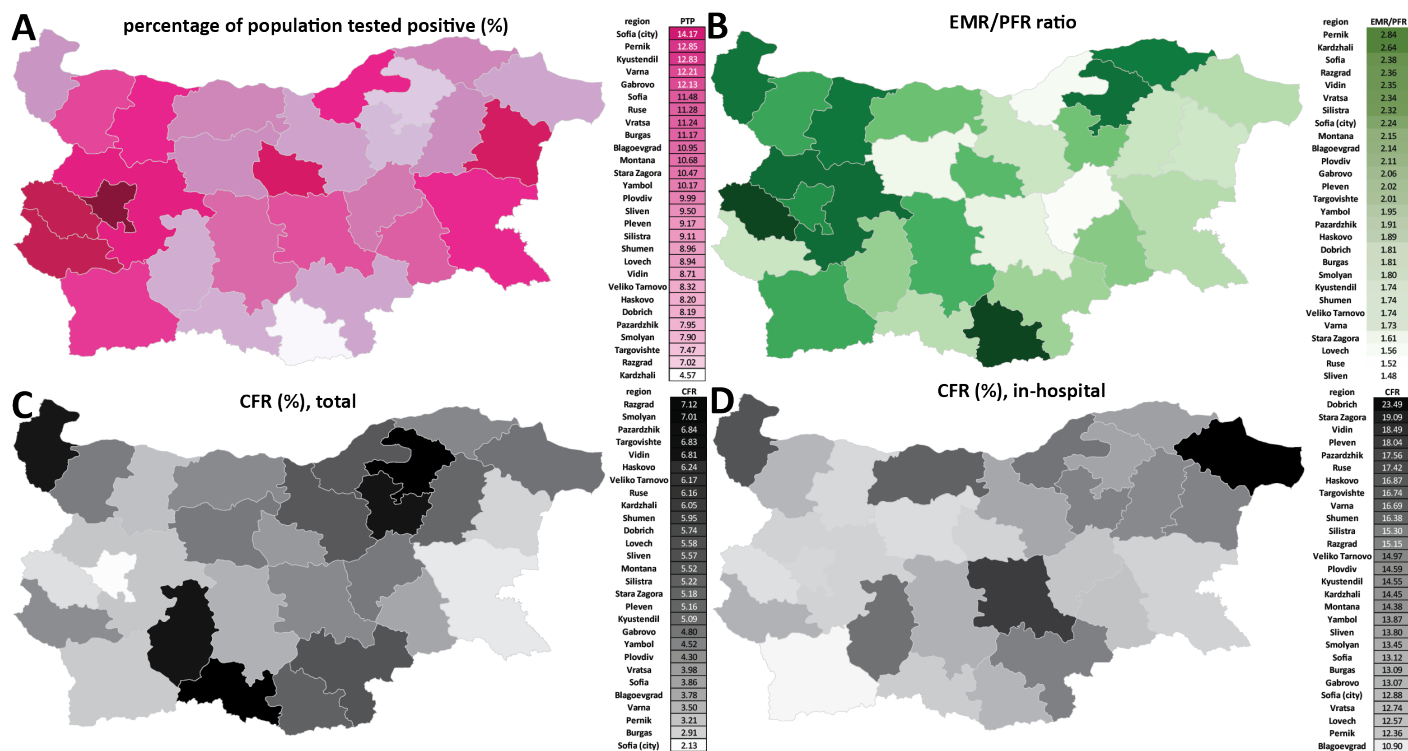 A
percentage of population tested positive (%)
region PTP
Sofia (city) 14.17
Pernik 12.85
Kyustendil 12.83
Varna 12.21
Gabrovo 12.13
Sofia 11.48
Ruse 11.28
Vratsa 11.24
Burgas 11.17
Blagoevgrad 10.95
Montana 10.68
Stara Zagora 10.47
Yambol 10.17
Plovdiv 9.99
Sliven 9.50
Pleven 9.17
Silistra 9.11
Shumen 8.96
Lovech 8.94
Vidin 8.71
Veliko Tarnovo 8.32
Haskovo 8.20
Dobrich 8.19
Pazardzhik 7.95
Smolyan 7.90
Targovishte 7.47
Razgrad 7.02
Kardzhali 4.57
B
EMR/PFR ratio
region EMR/PFR
Pernik 2.84
Kardzhali 2.64
Sofia 2.38
Razgrad 2.36
Vidin 2.35
Vratsa 2.34
Silistra 2.32
Sofia (city) 2.24
Montana 2.15
Blagoevgrad 2.14
Plovdiv 2.11
Gabrovo 2.06
Pleven 2.02
Targovishte 2.01
Yambol 1.95
Pazardzhik 1.91
Haskovo 1.89
Dobrich 1.81
Burgas 1.81
Smolyan 1.80
Kyustendil 1.74
Shumen 1.74
Veliko Tarnovo 1.74
Varna 1.73
Stara Zagora 1.61
Lovech 1.56
Ruse 1.52
Sliven 1.48
C
CFR (%), total
region CFR
Razgrad 7.12
Smolyan 7.01
Pazardzhik 6.84
Targovishte 6.83
Vidin 6.81
Haskovo 6.24
Veliko Tarnovo 6.17
Ruse 6.16
Kardzhali 6.05
Shumen 5.95
Dobrich 5.74
Lovech 5.58
Sliven 5.57
Montana 5.52
Silistra 5.22
Stara Zagora 5.18
Pleven 5.16
Kyustendil 5.09
Gabrovo 4.80
Yambol 4.52
Plovdiv 4.30
Vratsa 3.98
Sofia 3.86
Blagoevgrad 3.78
Varna 3.50
Pernik 3.21
Burgas 2.91
Sofia (city) 2.13
D
CFR (%), in-hospital
region CFR
Dobrich 23.49
Stara Zagora 19.09
Vidin 18.49
Pleven 18.04
Pazardzhik 17.56
Ruse 17.42
Haskovo 16.87
Targovishte 16.74
Varna 16.69
Shumen 16.38
Silistra 15.30
Razgrad 15.15
Veliko Tarnovo 14.97
Plovdiv 14.59
Kyustendil 14.55
Kardzhali 14.45
Montana 14.38
Yambol 13.87
Sliven 13.80
Smolyan 13.45
Sofia 13.12
Burgas 13.09
Gabrovo 13.07
Sofia (city) 12.88
Vratsa 12.74
Lovech 12.57
Pernik 12.36
Blagoevgrad 10.90